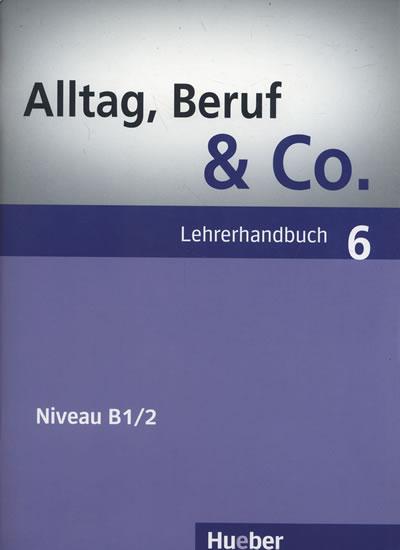 Alltag, Beruf
& Co.
Lehrerhandbuch 6
Niveau B1/2
Hueber